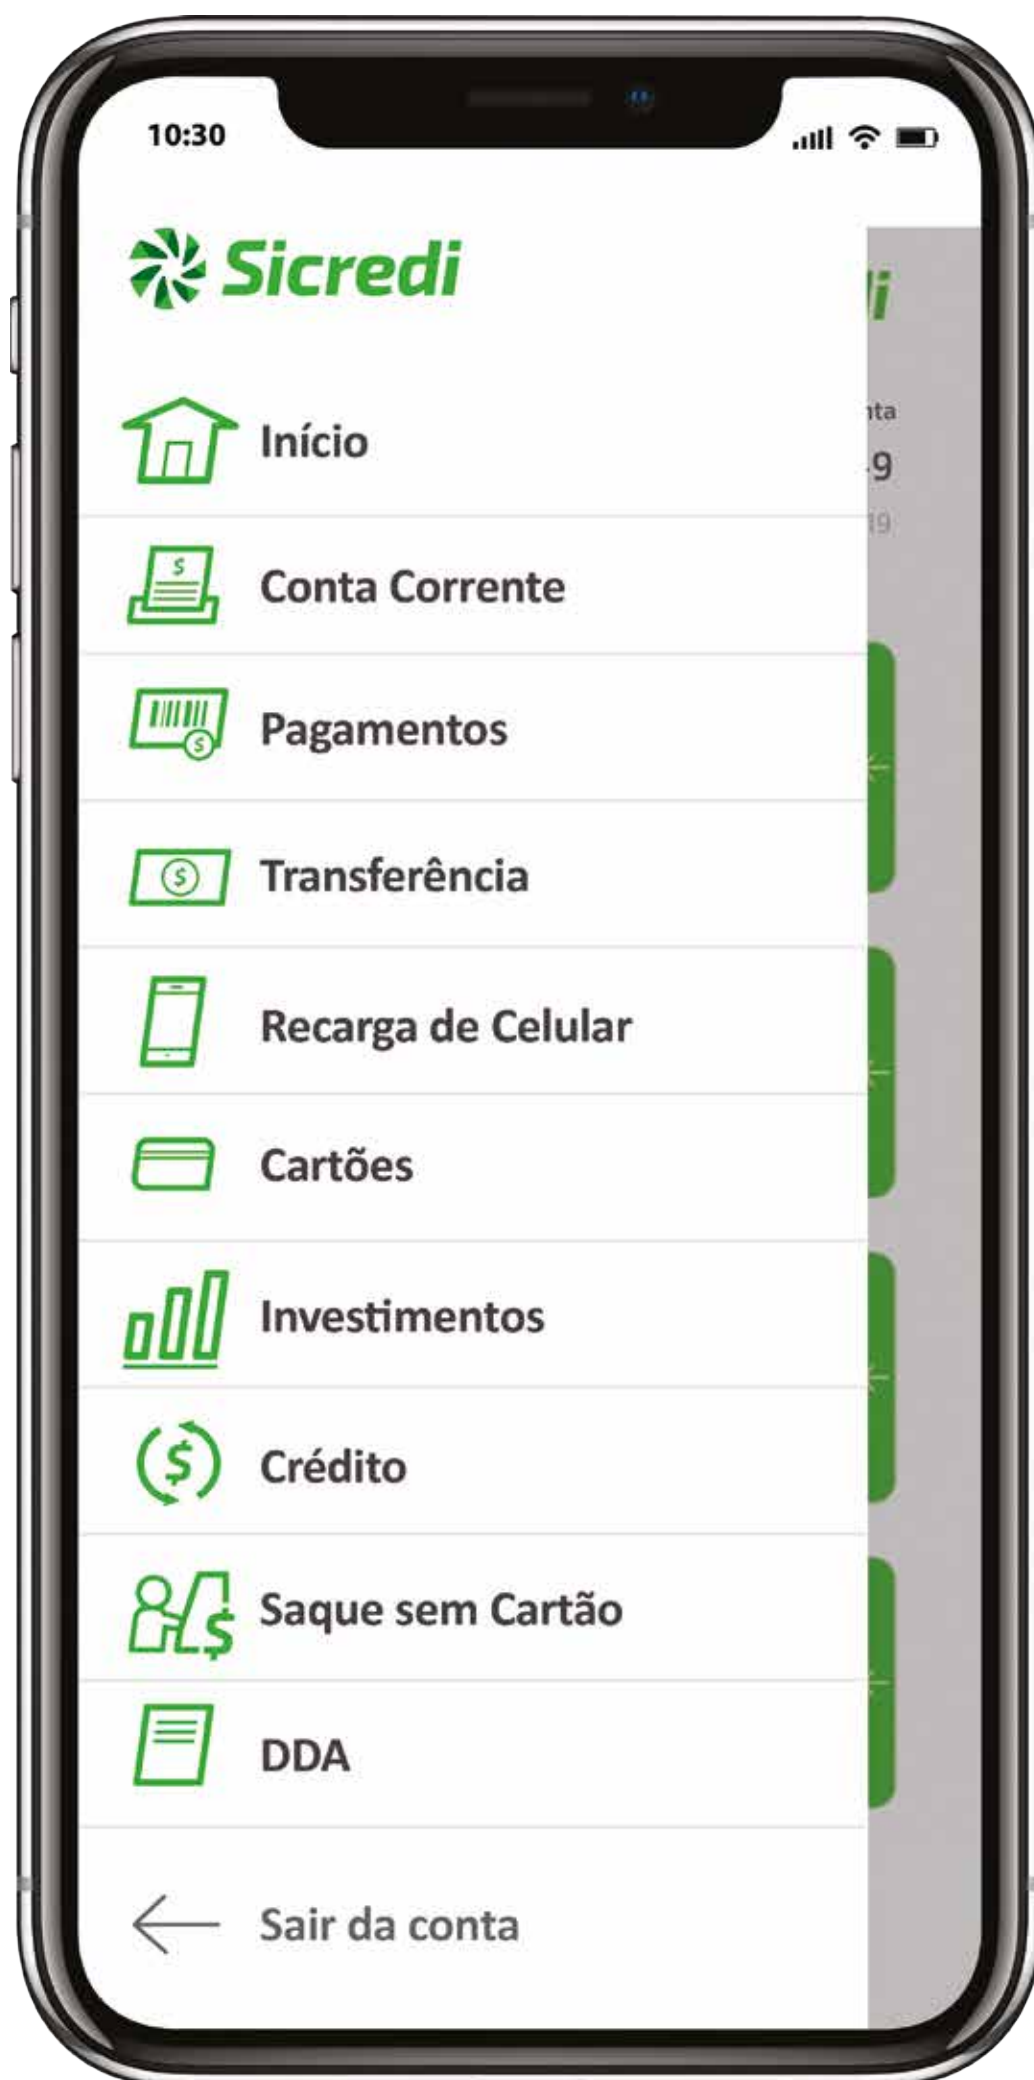 10:30
Sicredi
Início
Conta Corrente
Pagamentos
Transferência
Recarga de Celular
Cartões
Investimentos
Crédito
Saque sem Cartão
DDA
Sair da conta